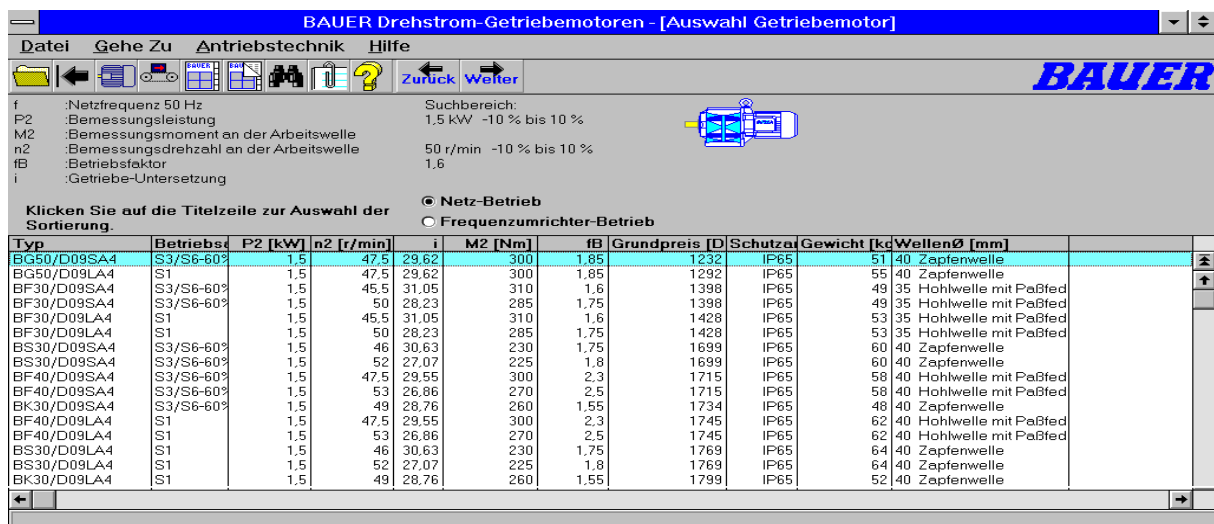 BAUER Drehstrom-Getriebemotoren - [Auswahl Getriebemotor]
Datei Gehe Zu Antriebstechnik Hilfe
Zurück Weiter
BAUER
f :Netzfrequenz 50 Hz Suchbereich:
P2 :Bemessungsleistung 1,5 kW -10 % bis 10 %
M2 :Bemessungsmoment an der Arbeitswelle
n2 :Bemessungsdrehzahl an der Arbeitswelle 50 r/min -10 % bis 10 %
fB :Betriebsfaktor 1,6
i :Getriebe-Untersetzung
Netz-Betrieb
Klicken Sie auf die Titelzeile zur Auswahl der
Sortierung.
Frequenzumrichter-Betrieb
Typ Betriebsa P2 [kW] n2 [r/min] i M2 [Nm] fB Grundpreis [D Schutzar Gewicht [kg WellenØ [mm]
BG50/D09SA4 S3/S6-60% 1,5 47,5 29,62 300 1,85 1232 IP65 51 40 Zapfenwelle
BG50/D09LA4 S1 1,5 47,5 29,62 300 1,85 1292 IP65 55 40 Zapfenwelle
BF30/D09SA4 S3/S6-60% 1,5 45,5 31,05 310 1,6 1398 IP65 49 35 Hohlwelle mit Paßfed
BF30/D09SA4 S3/S6-60% 1,5 50 28,23 285 1,75 1398 IP65 49 35 Hohlwelle mit Paßfed
BF30/D09LA4 S1 1,5 45,5 31,05 310 1,6 1428 IP65 53 35 Hohlwelle mit Paßfed
BF30/D09LA4 S1 1,5 50 28,23 285 1,75 1428 IP65 53 35 Hohlwelle mit Paßfed
BS30/D09SA4 S3/S6-60% 1,5 46 30,63 230 1,75 1699 IP65 60 40 Zapfenwelle
BS30/D09SA4 S3/S6-60% 1,5 52 27,07 225 1,8 1699 IP65 60 40 Zapfenwelle
BF40/D09SA4 S3/S6-60% 1,5 47,5 29,55 300 2,3 1715 IP65 58 40 Hohlwelle mit Paßfed
BF40/D09SA4 S3/S6-60% 1,5 53 26,86 270 2,5 1715 IP65 58 40 Hohlwelle mit Paßfed
BK30/D09SA4 S3/S6-60% 1,5 49 28,76 260 1,55 1734 IP65 48 40 Zapfenwelle
BF40/D09LA4 S1 1,5 47,5 29,55 300 2,3 1745 IP65 62 40 Hohlwelle mit Paßfed
BF40/D09LA4 S1 1,5 53 26,86 270 2,5 1745 IP65 62 40 Hohlwelle mit Paßfed
BS30/D09LA4 S1 1,5 46 30,63 230 1,75 1769 IP65 64 40 Zapfenwelle
BS30/D09LA4 S1 1,5 52 27,07 225 1,8 1769 IP65 64 40 Zapfenwelle
BK30/D09LA4 S1 1,5 49 28,76 260 1,55 1799 IP65 52 40 Zapfenwelle